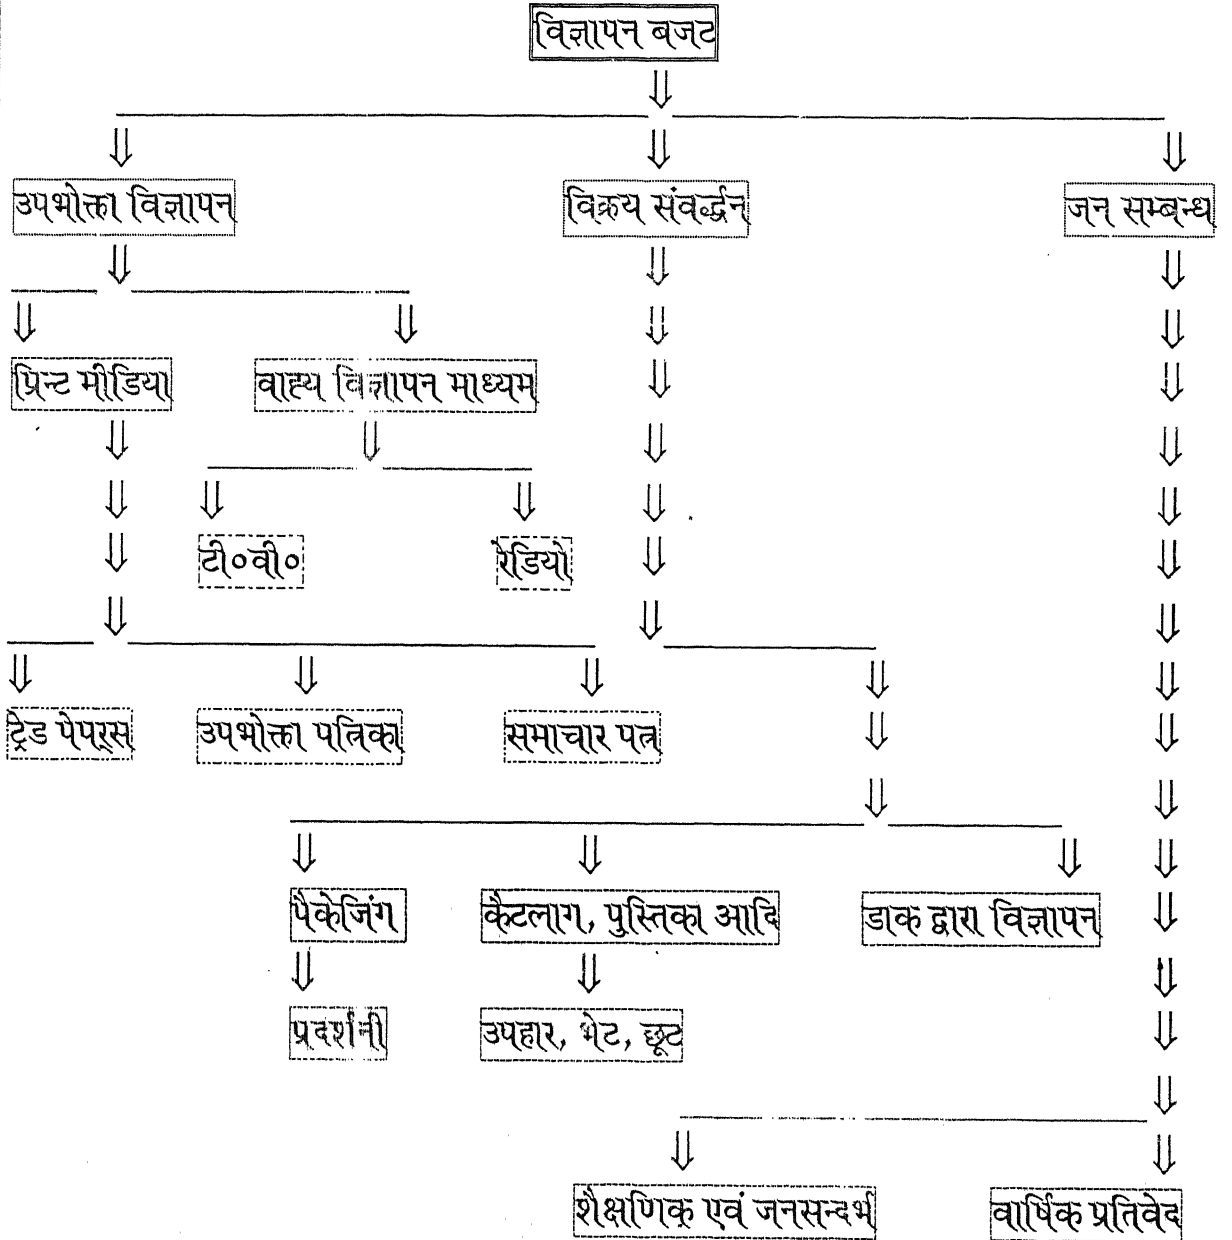 विज्ञापन बजट
उपभोक्ता विज्ञापन विक्रय संवर्द्धन जन सम्बन्ध
प्रिन्ट मीडिया वाह्य विज्ञापन माध्यम
टी०वी० रेडियो
ट्रेड पेपर्स उपभोक्ता पत्रिका समाचार पत्र
पैकेजिंग कैटलाग, पुस्तिका आदि डाक द्वारा विज्ञापन
प्रदर्शनी उपहार, भेट, छूट
शैक्षणिक एवं जनसन्दर्भ वार्षिक प्रतिवेद